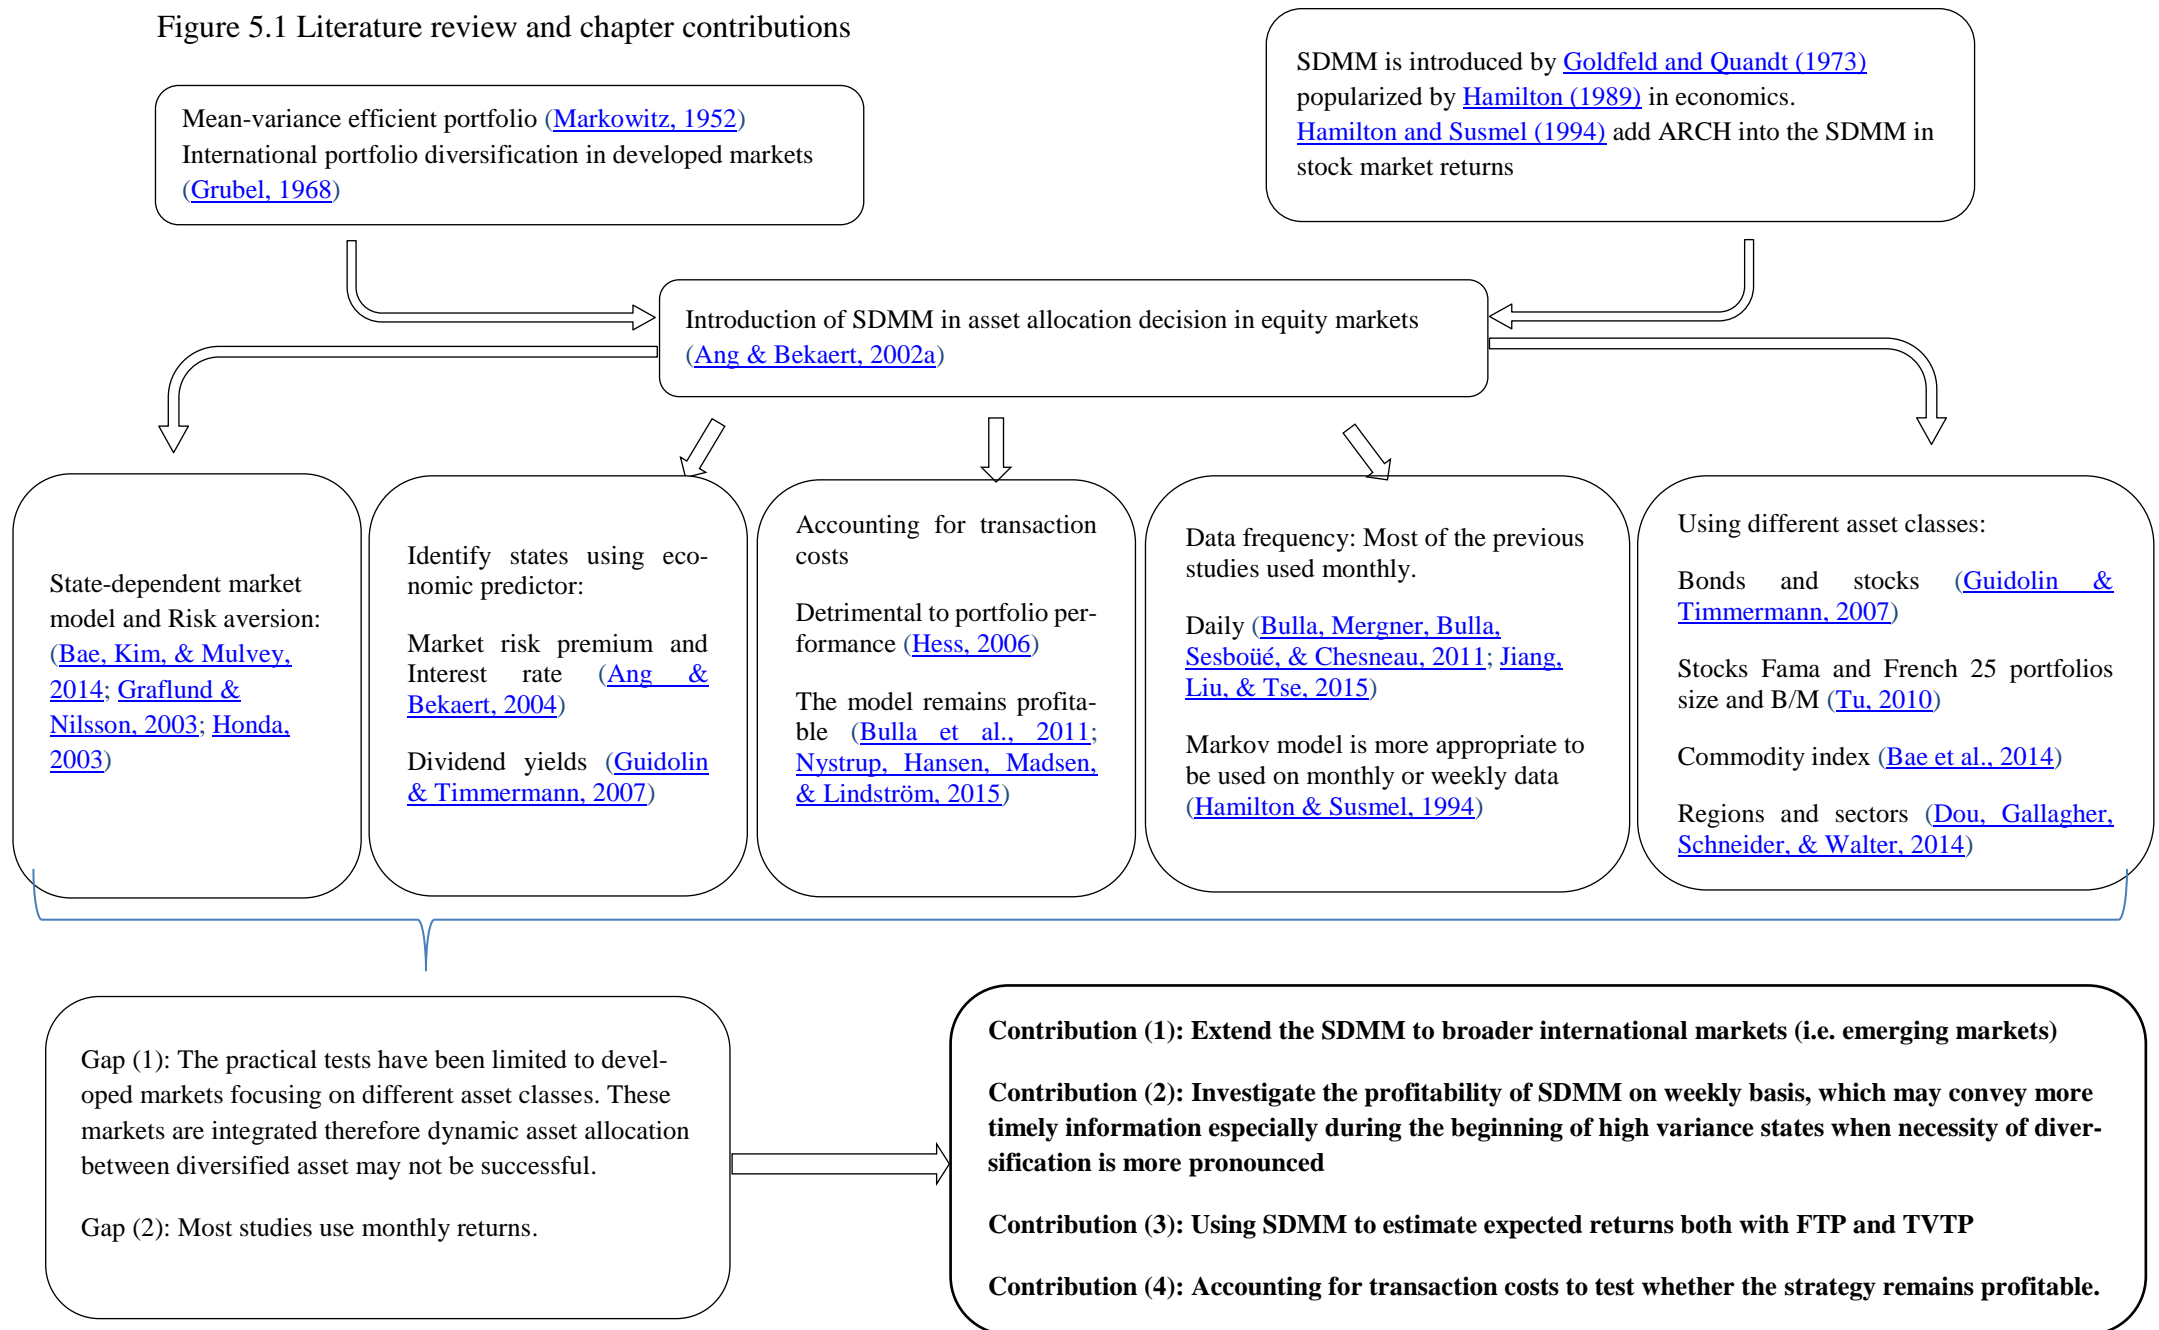 Figure 5.1 Literature review and chapter contributions
Mean-variance efficient portfolio (Markowitz, 1952)
International portfolio diversification in developed markets
(Grubel, 1968)
SDMM is introduced by Goldfeld and Quandt (1973)
popularized by Hamilton (1989) in economics.
Hamilton and Susmel (1994) add ARCH into the SDMM in
stock market returns
Introduction of SDMM in asset allocation decision in equity markets
(Ang & Bekaert, 2002a)
State-dependent market
model and Risk aversion:
(Bae, Kim, & Mulvey,
2014; Graflund &
Nilsson, 2003; Honda,
2003)
Identify states using eco-
nomic predictor:
Market risk premium and
Interest rate (Ang &
Bekaert, 2004)
Dividend yields (Guidolin
& Timmermann, 2007)
Accounting for transaction
costs
Detrimental to portfolio per-
formance (Hess, 2006)
The model remains profita-
ble (Bulla et al., 2011;
Nystrup, Hansen, Madsen,
& Lindström, 2015)
Data frequency: Most of the previous
studies used monthly.
Daily (Bulla, Mergner, Bulla,
Sesboüé, & Chesneau, 2011; Jiang,
Liu, & Tse, 2015)
Markov model is more appropriate to
be used on monthly or weekly data
(Hamilton & Susmel, 1994)
Using different asset classes:
Bonds and stocks (Guidolin &
Timmermann, 2007)
Stocks Fama and French 25 portfolios
size and B/M (Tu, 2010)
Commodity index (Bae et al., 2014)
Regions and sectors (Dou, Gallagher,
Schneider, & Walter, 2014)
Gap (1): The practical tests have been limited to devel-
oped markets focusing on different asset classes. These
markets are integrated therefore dynamic asset allocation
between diversified asset may not be successful.
Gap (2): Most studies use monthly returns.
Contribution (1): Extend the SDMM to broader international markets (i.e. emerging markets)
Contribution (2): Investigate the profitability of SDMM on weekly basis, which may convey more
timely information especially during the beginning of high variance states when necessity of diver-
sification is more pronounced
Contribution (3): Using SDMM to estimate expected returns both with FTP and TVTP
Contribution (4): Accounting for transaction costs to test whether the strategy remains profitable.